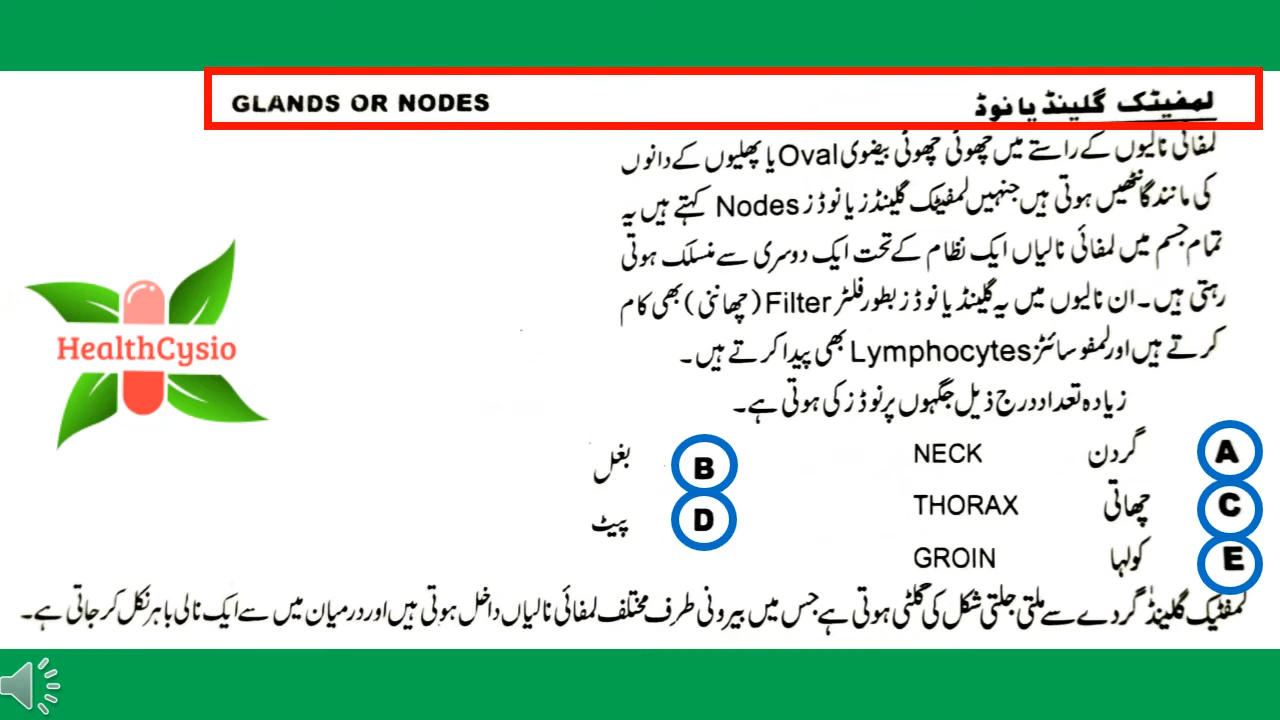 لمفیٹک گلینڈ یا نوڈ GLANDS OR NODES
لمفائی نالیوں کے راستے میں چھوٹی چھوٹی بیضوی Oval یا پھلیوں کے دانوں
کی مانند گانٹھیں ہوتی ہیں جنہیں لمفیٹک گلینڈز یا نوڈز Nodes کہتے ہیں یہ
تمام جسم میں لمفائی نالیاں ایک نظام کے تحت ایک دوسری سے منسلک ہوتی
رہتی ہیں۔ ان نالیوں میں یہ گلینڈ یا نوڈز بطور فلٹر Filter (چھاننی) بھی کام
کرتے ہیں اور لمفو سائٹز Lymphocytes بھی پیدا کرتے ہیں۔
زیادہ تعداد درج ذیل جگہوں پر نوڈز کی ہوتی ہے۔
A گردن NECK B بغل
C چھاتی THORAX D پیٹ
E کولہا GROIN
لمفٹیک گلینڈ گردے سے ملتی جلتی شکل کی گلٹی ہوتی ہے جس میں بیرونی طرف مختلف لمفائی نالیاں داخل ہوتی ہیں اور درمیان میں سے ایک نالی باہر نکل کر جاتی ہے۔
HealthCysio